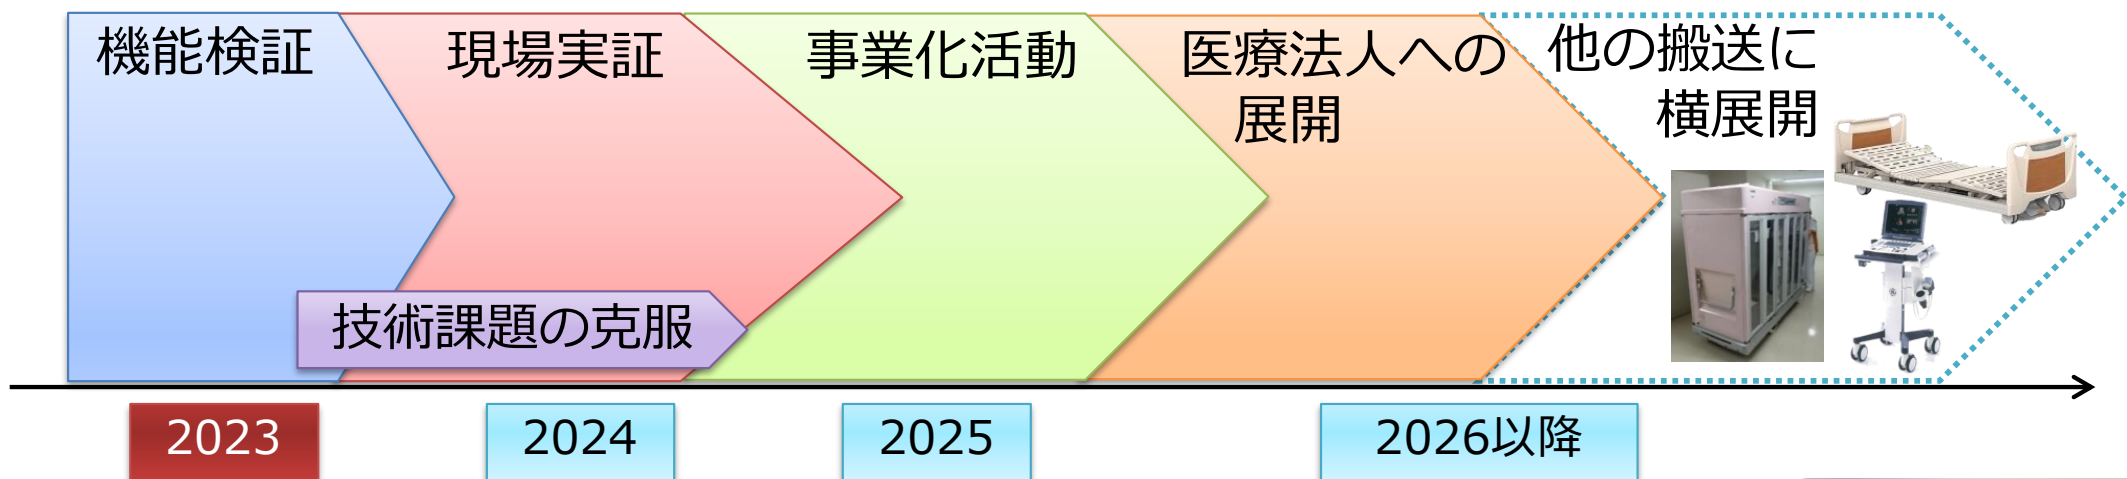 機能検証
現場実証
事業化活動
医療法人への
展開
他の搬送に
横展開
技術課題の克服
2023
2024
2025
2026以降